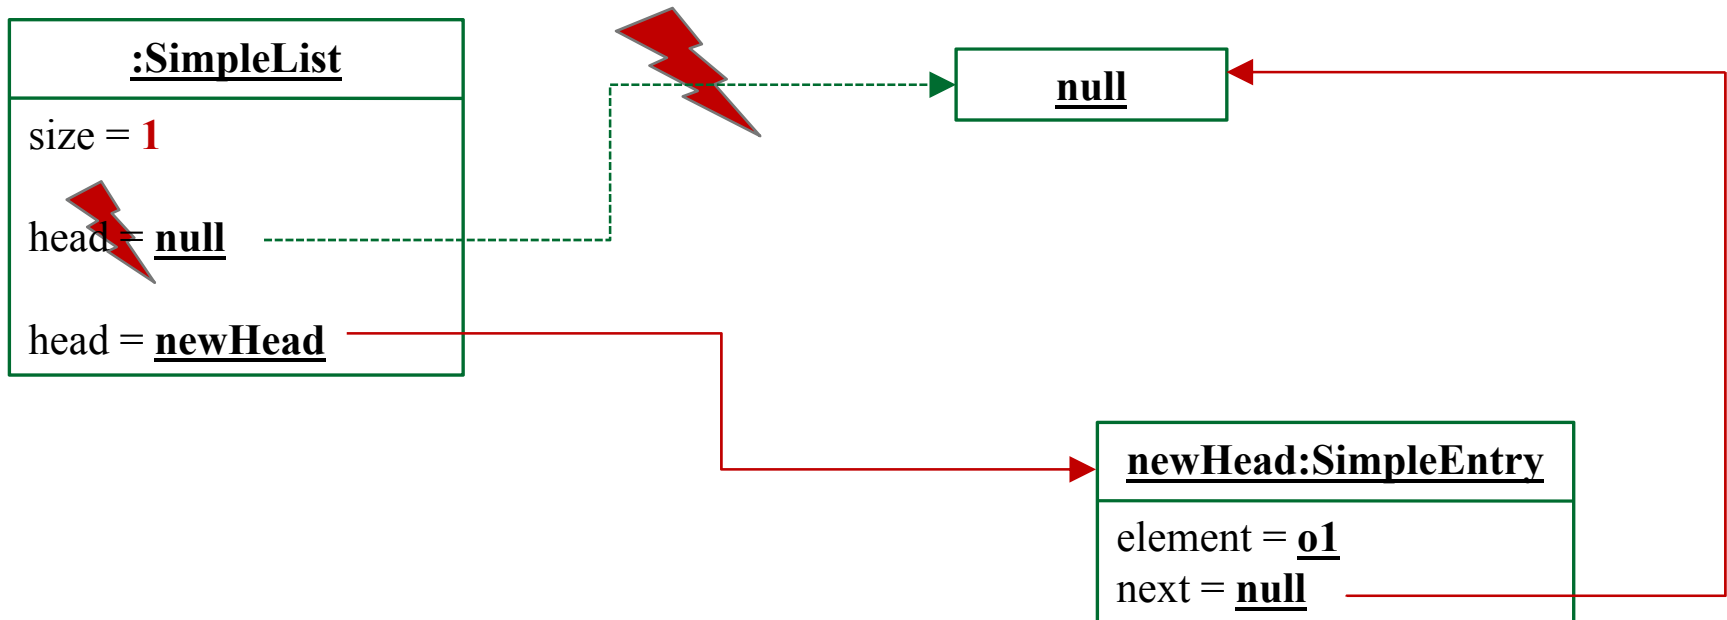 :SimpleList
size = 1
head = null
head = newHead
null
newHead:SimpleEntry
element = o1
next = null